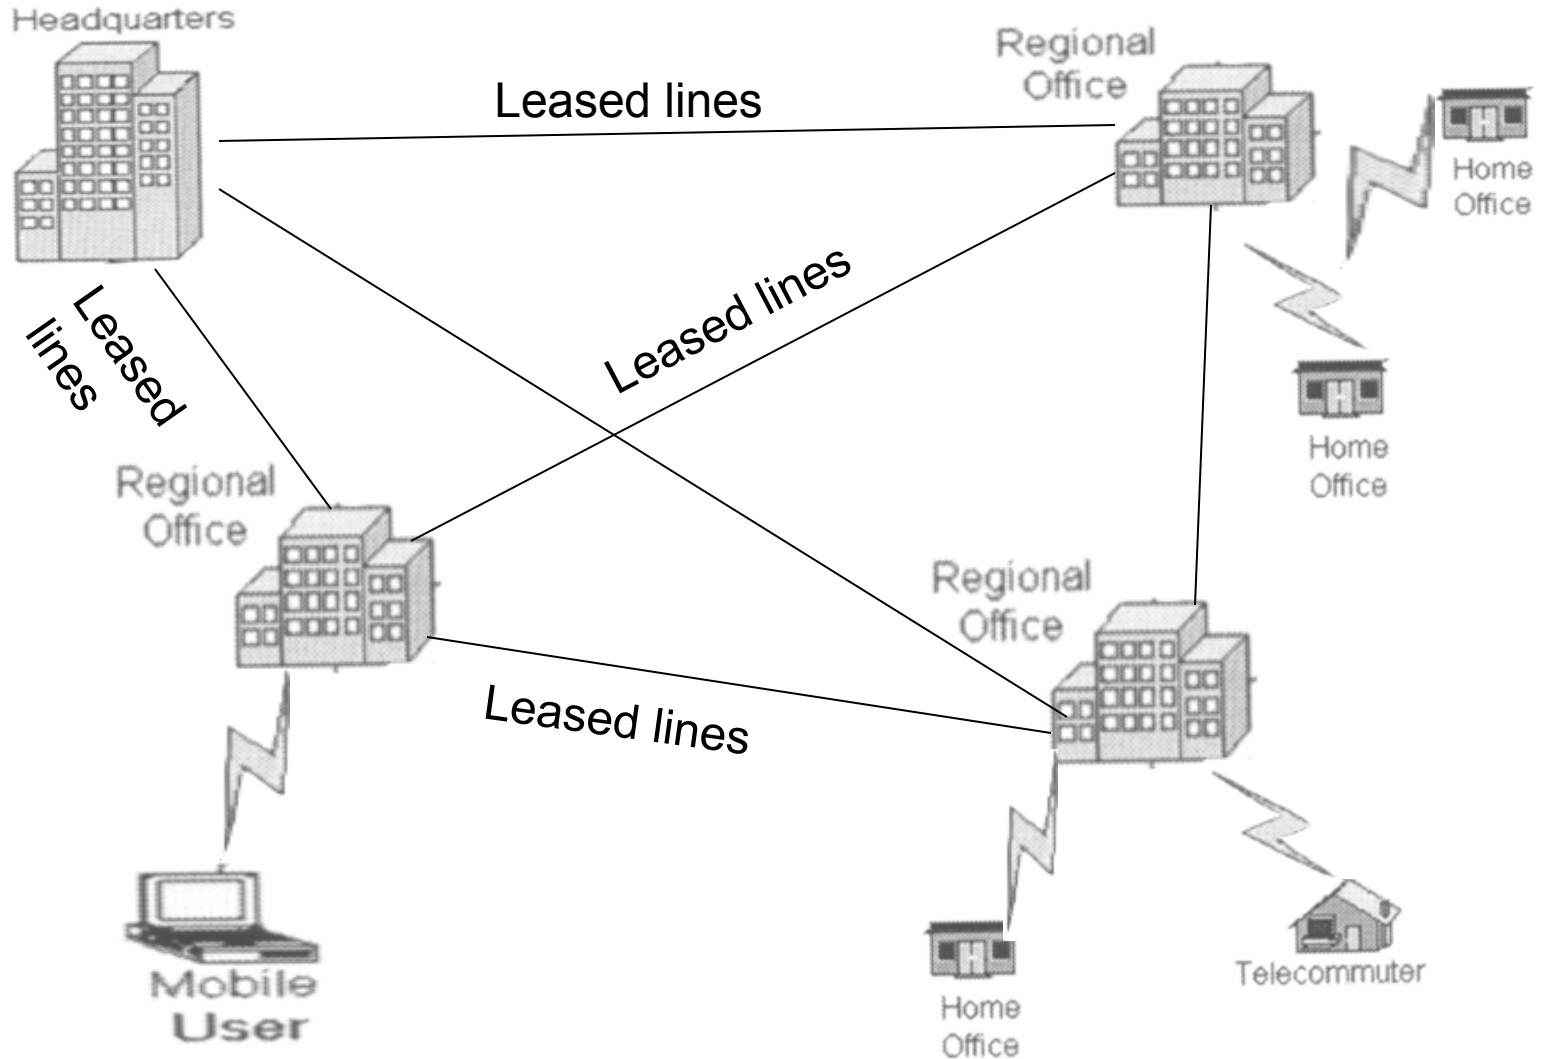 Headquarters
Leased lines
Regional
Office
Home
Office
Leased lines
Leased
lines
Home
Office
Regional
Office
Regional
Office
Leased lines
Mobile
User
Home
Office
Telecommuter